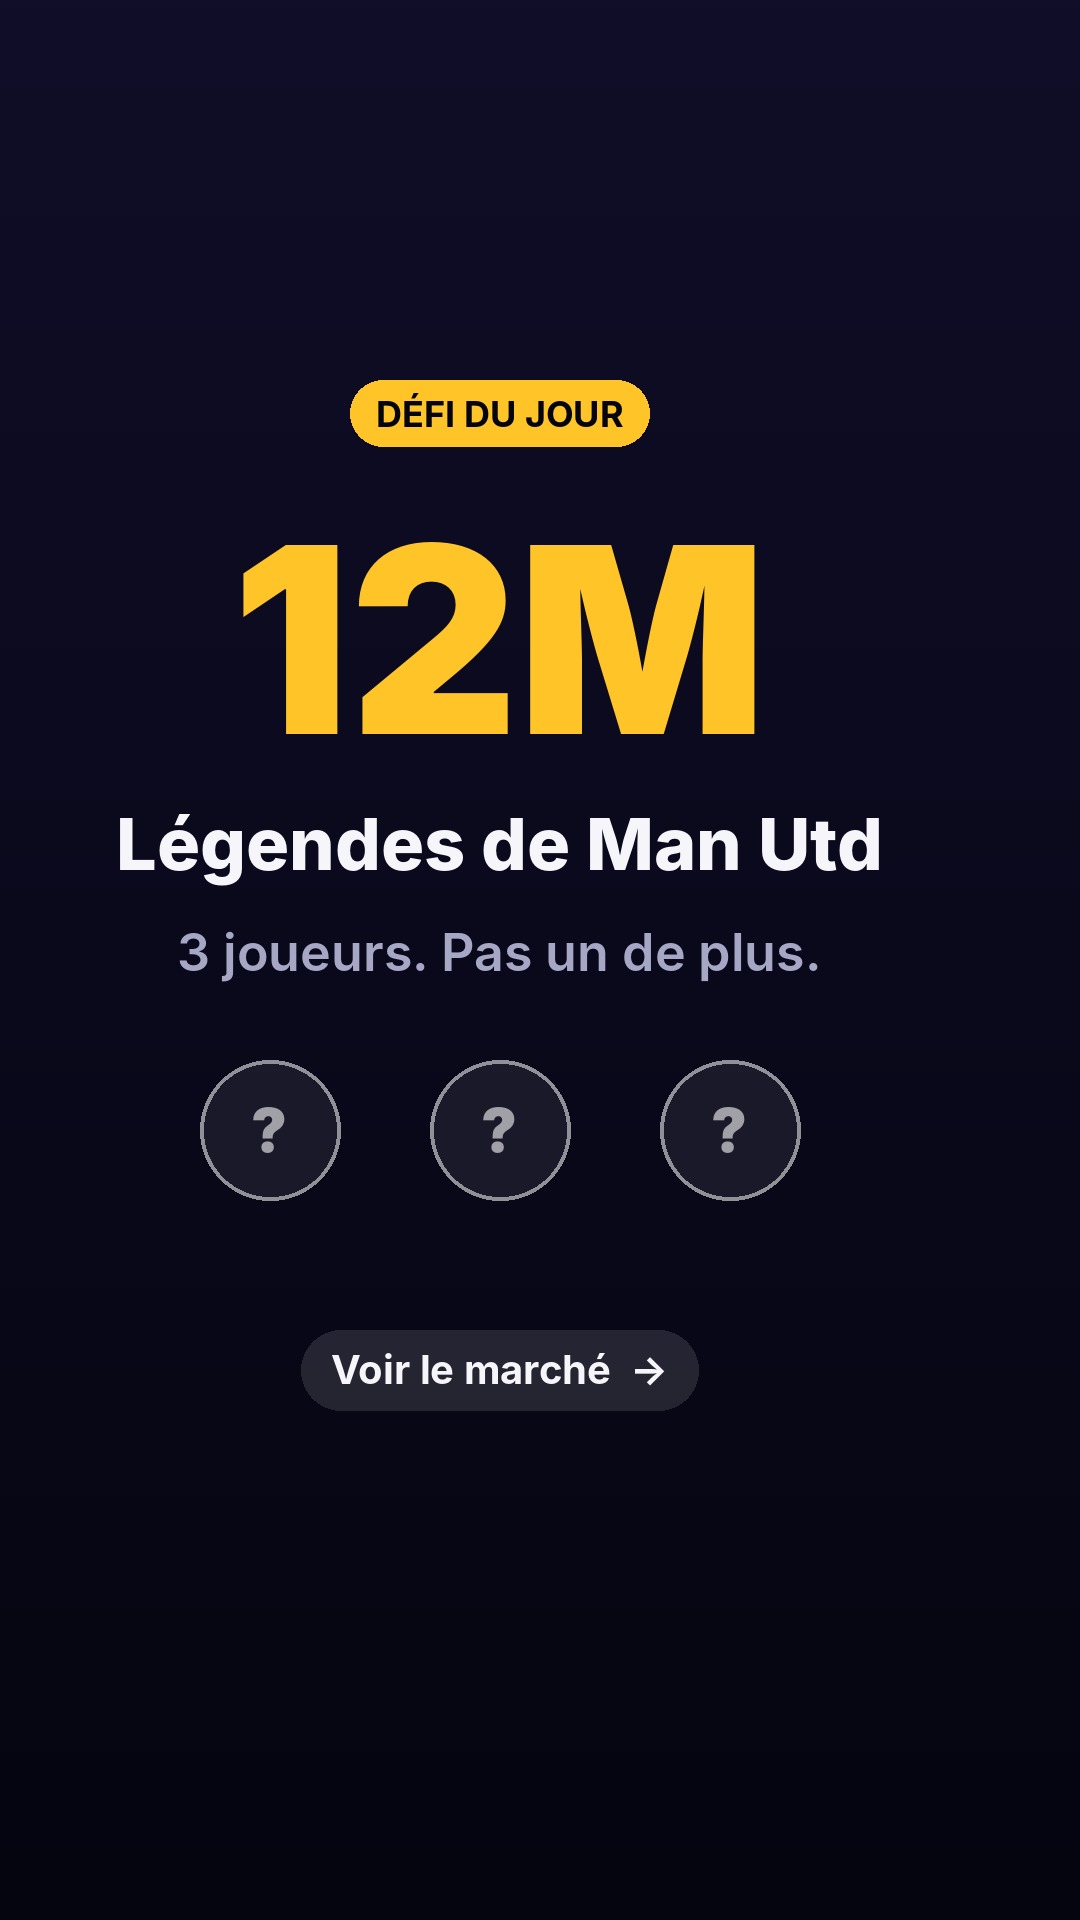 DÉFI DU JOUR
12M
Légendes de Man Utd
3 joueurs. Pas un de plus.
? ? ?
Voir le marché →